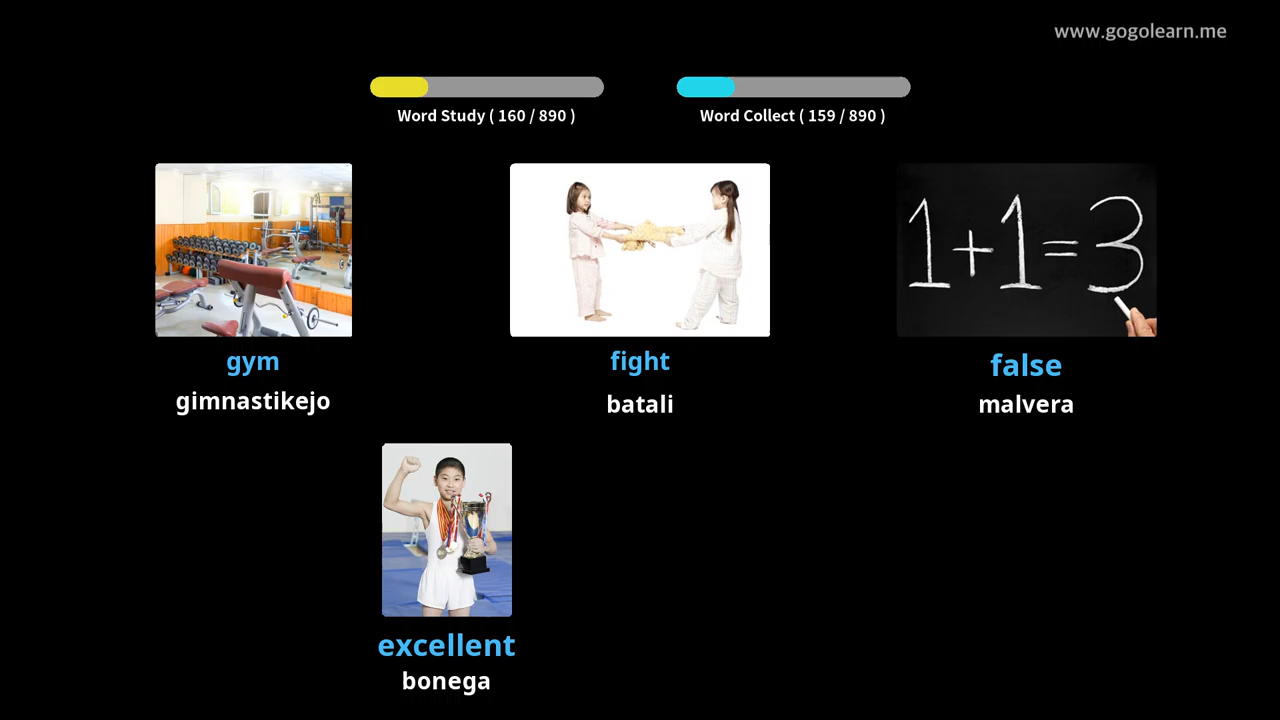 www.gogolearn.me
Word Study ( 160 / 890 )
Word Collect ( 159 / 890 )
1+1=3
gym
fight
false
gimnastikejo
batali
malvera
excellent
bonega